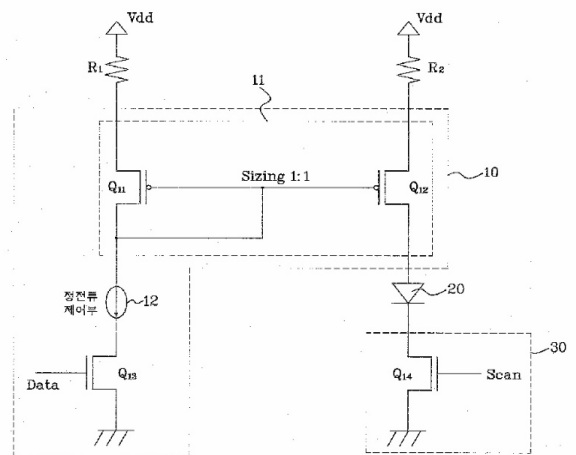 Vdd
Vdd
R1
R2
11
Sizing 1:1
Q11
Q12
10
정전류
제어부
12
20
30
Data
Q13
Q14
Scan